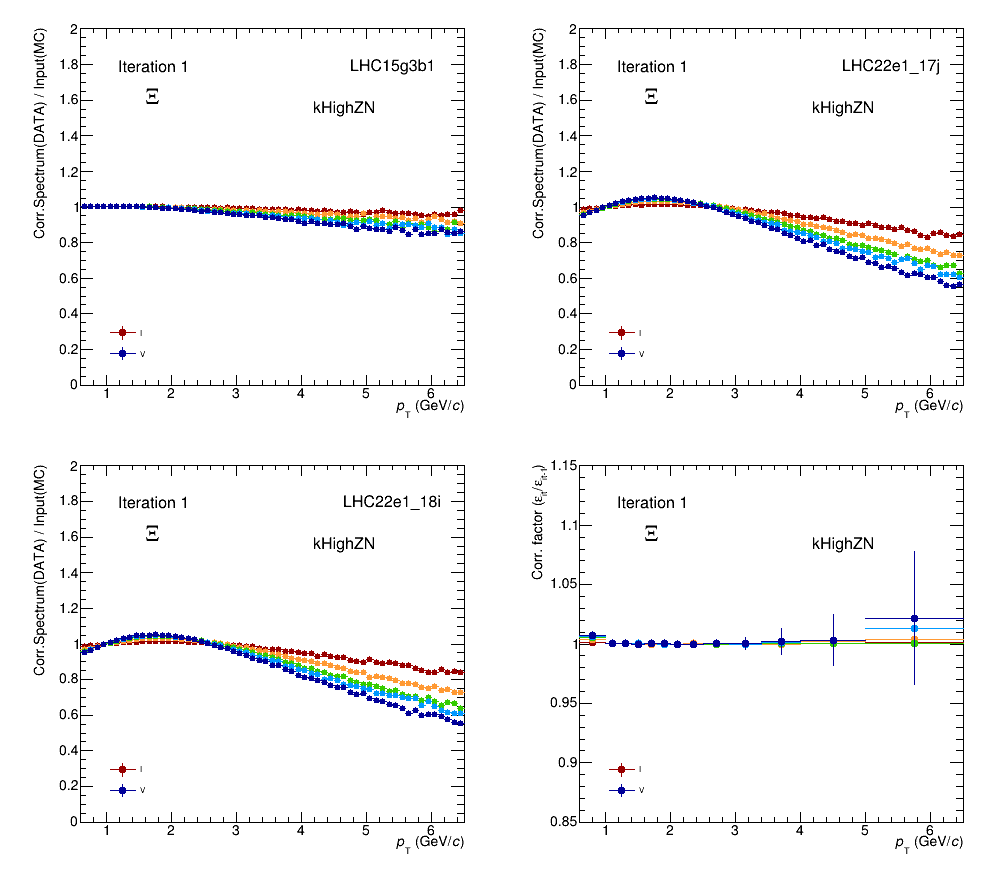 Corr.Spectrum(DATA) / Input(MC)
2
1.8
1.6
1.4
1.2
1
0.8
0.6
0.4
0.2
0
Iteration 1
LHC15g3b1
Ξ
kHighZN
I
V
1 2 3 4 5 6
p_T (GeV/c)
Corr.Spectrum(DATA) / Input(MC)
2
1.8
1.6
1.4
1.2
1
0.8
0.6
0.4
0.2
0
Iteration 1
LHC22e1_17j
Ξ
kHighZN
I
V
1 2 3 4 5 6
p_T (GeV/c)
Corr.Spectrum(DATA) / Input(MC)
2
1.8
1.6
1.4
1.2
1
0.8
0.6
0.4
0.2
0
Iteration 1
LHC22e1_18i
Ξ
kHighZN
I
V
1 2 3 4 5 6
p_T (GeV/c)
Corr. factor (ε_it/ε_it-1)
1.15
1.1
1.05
1
0.95
0.9
0.85
Iteration 1
Ξ
kHighZN
I
V
1 2 3 4 5 6
p_T (GeV/c)